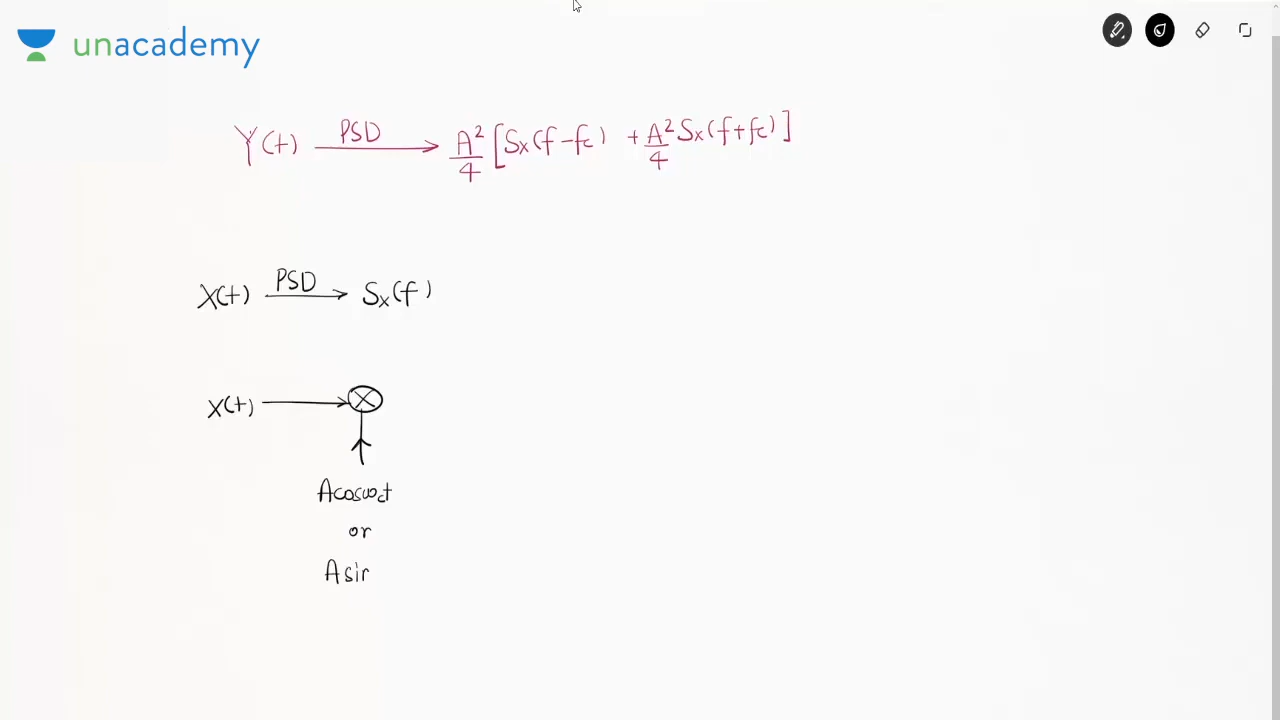 unacademy
Y(t) PSD → A²/4 [Sx(f-fc) + A²/4 Sx(f+fc)]
X(t) PSD → Sx(f)
X(t) → ⊗
Acosωct
or
Asin